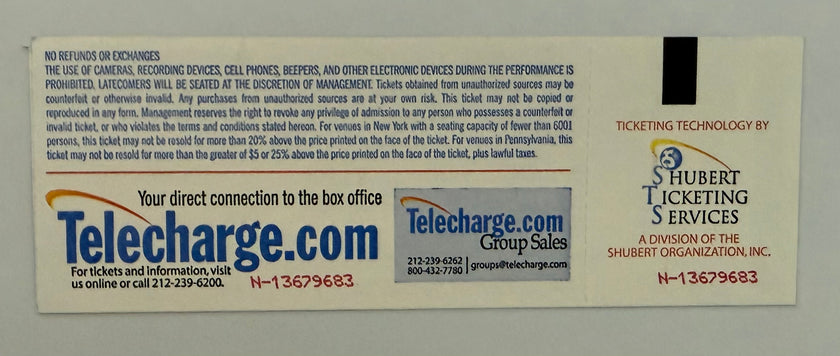 NO REFUNDS OR EXCHANGES
THE USE OF CAMERAS, RECORDING DEVICES, CELL PHONES, BEEPERS, AND OTHER ELECTRONIC DEVICES DURING THE PERFORMANCE IS
PROHIBITED. LATECOMERS WILL BE SEATED AT THE DISCRETION OF MANAGEMENT. Tickets obtained from unauthorized sources may be
counterfeit or otherwise invalid. Any purchases from unauthorized sources are at your own risk. This ticket may not be copied or
reproduced in any form. Management reserves the right to revoke any privilege of admission to any person who possesses a counterfeit or
invalid ticket, or who violates the terms and conditions stated hereon. For venues in New York with a seating capacity of fewer than 6001
persons, this ticket may not be resold for more than 20% above the price printed on the face of the ticket. For venues in Pennsylvania, this
ticket may not be resold for more than the greater of $5 or 25% above the price printed on the face of the ticket, plus lawful taxes.
Your direct connection to the box office
Telecharge.com
For tickets and information, visit
us online or call 212-239-6200.
N-13679683
Telecharge.com
Group Sales
212-239-6262
800-432-7780
groups@telecharge.com
TICKETING TECHNOLOGY BY
SHUBERT
TICKETING
SERVICES
A DIVISION OF THE
SHUBERT ORGANIZATION, INC.
N-13679683